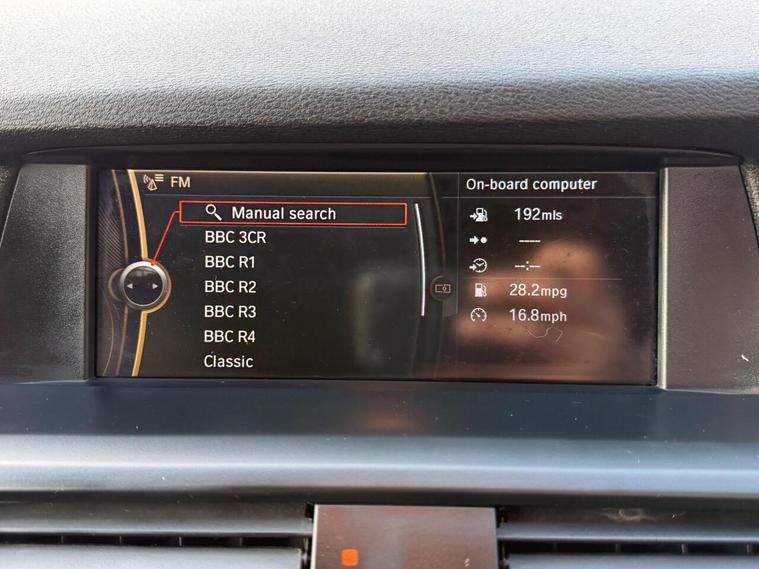 FM
Manual search
BBC 3CR
BBC R1
BBC R2
BBC R3
BBC R4
Classic
On-board computer
192mls
----
--:--
28.2mpg
16.8mph